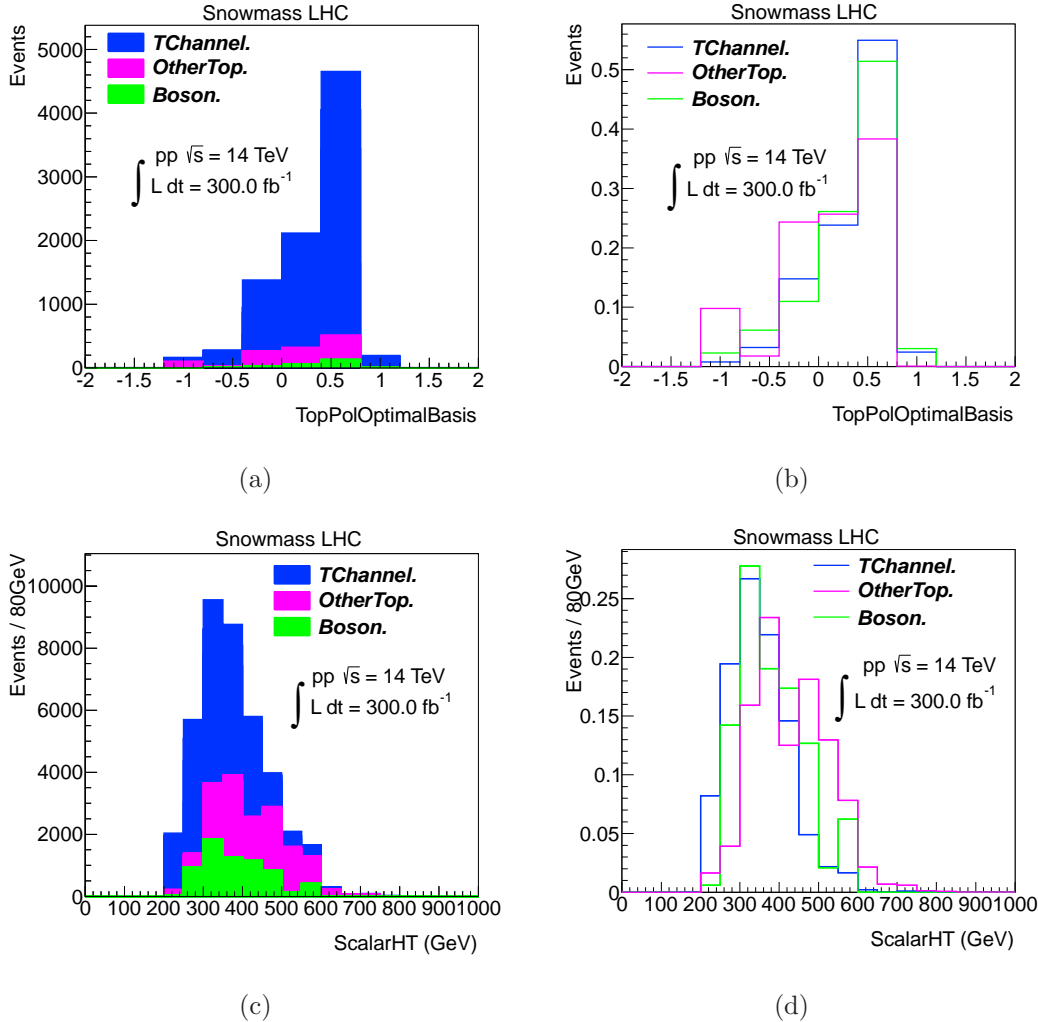 Snowmass LHC
Events
5000
4000
3000
2000
1000
0
TChannel.
OtherTop.
Boson.
pp √s = 14 TeV
∫ L dt = 300.0 fb⁻¹
-2 -1.5 -1 -0.5 0 0.5 1 1.5 2
TopPolOptimalBasis
(a)
Snowmass LHC
Events
0.5
0.4
0.3
0.2
0.1
0
TChannel.
OtherTop.
Boson.
pp √s = 14 TeV
∫ L dt = 300.0 fb⁻¹
-2 -1.5 -1 -0.5 0 0.5 1 1.5 2
TopPolOptimalBasis
(b)
Snowmass LHC
Events / 80GeV
10000
8000
6000
4000
2000
0
TChannel.
OtherTop.
Boson.
pp √s = 14 TeV
∫ L dt = 300.0 fb⁻¹
0 100 200 300 400 500 600 700 800 900 1000
ScalarHT (GeV)
(c)
Snowmass LHC
Events / 80GeV
0.25
0.2
0.15
0.1
0.05
0
TChannel.
OtherTop.
Boson.
pp √s = 14 TeV
∫ L dt = 300.0 fb⁻¹
0 100 200 300 400 500 600 700 800 900 1000
ScalarHT (GeV)
(d)